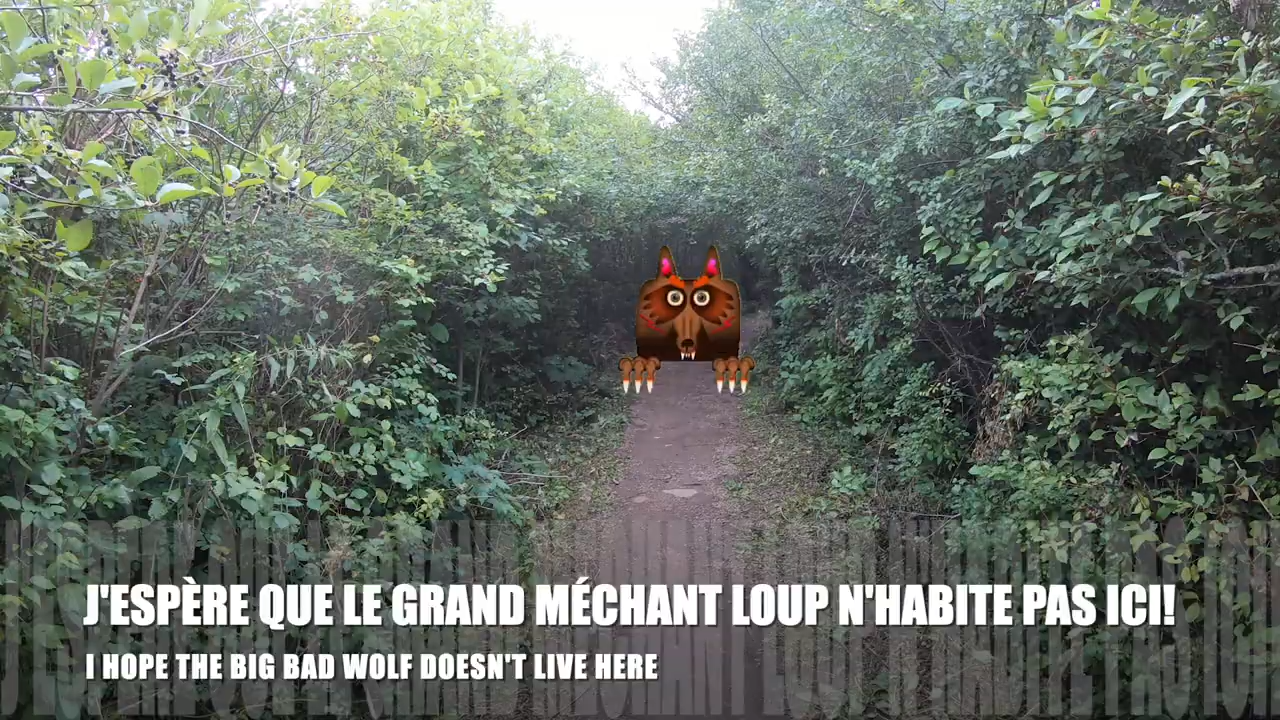 J'ESPÈRE QUE LE GRAND MÉCHANT LOUP N'HABITE PAS ICI!
I HOPE THE BIG BAD WOLF DOESN'T LIVE HERE